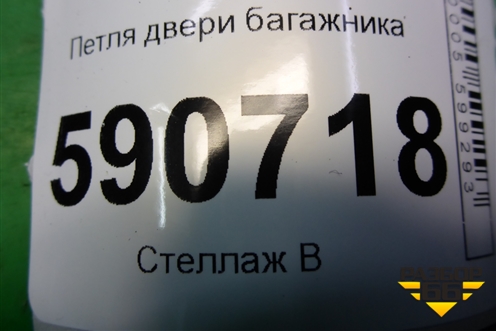 Петля двери багажника
590718
Стеллаж В